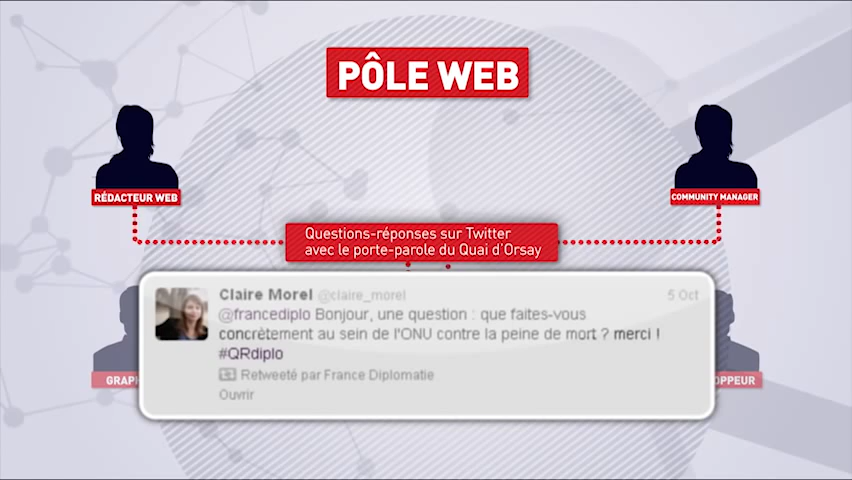 PÔLE WEB
RÉDACTEUR WEB
COMMUNITY MANAGER
Questions-réponses sur Twitter
avec le porte-parole du Quai d'Orsay
Claire Morel @claire_morel 5 Oct
@francediplo Bonjour, une question : que faites-vous
concrètement au sein de l'ONU contre la peine de mort ? merci !
#QRdiplo
Retweeté par France Diplomatie
Ouvrir
GRAPH
OPPEUR